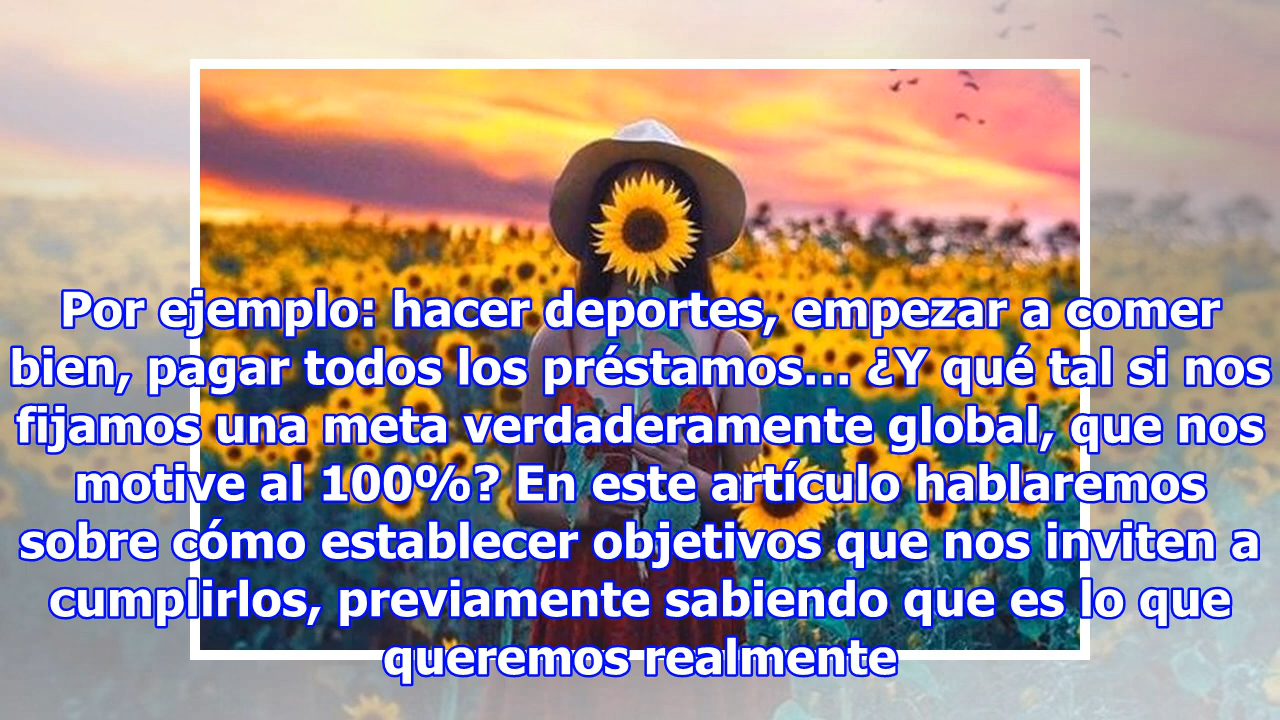 Por ejemplo: hacer deportes, empezar a comer
bien, pagar todos los préstamos... ¿Y qué tal si nos
fijamos una meta verdaderamente global, que nos
motive al 100%? En este artículo hablaremos
sobre cómo establecer objetivos que nos inviten a
cumplirlos, previamente sabiendo que es lo que
queremos realmente